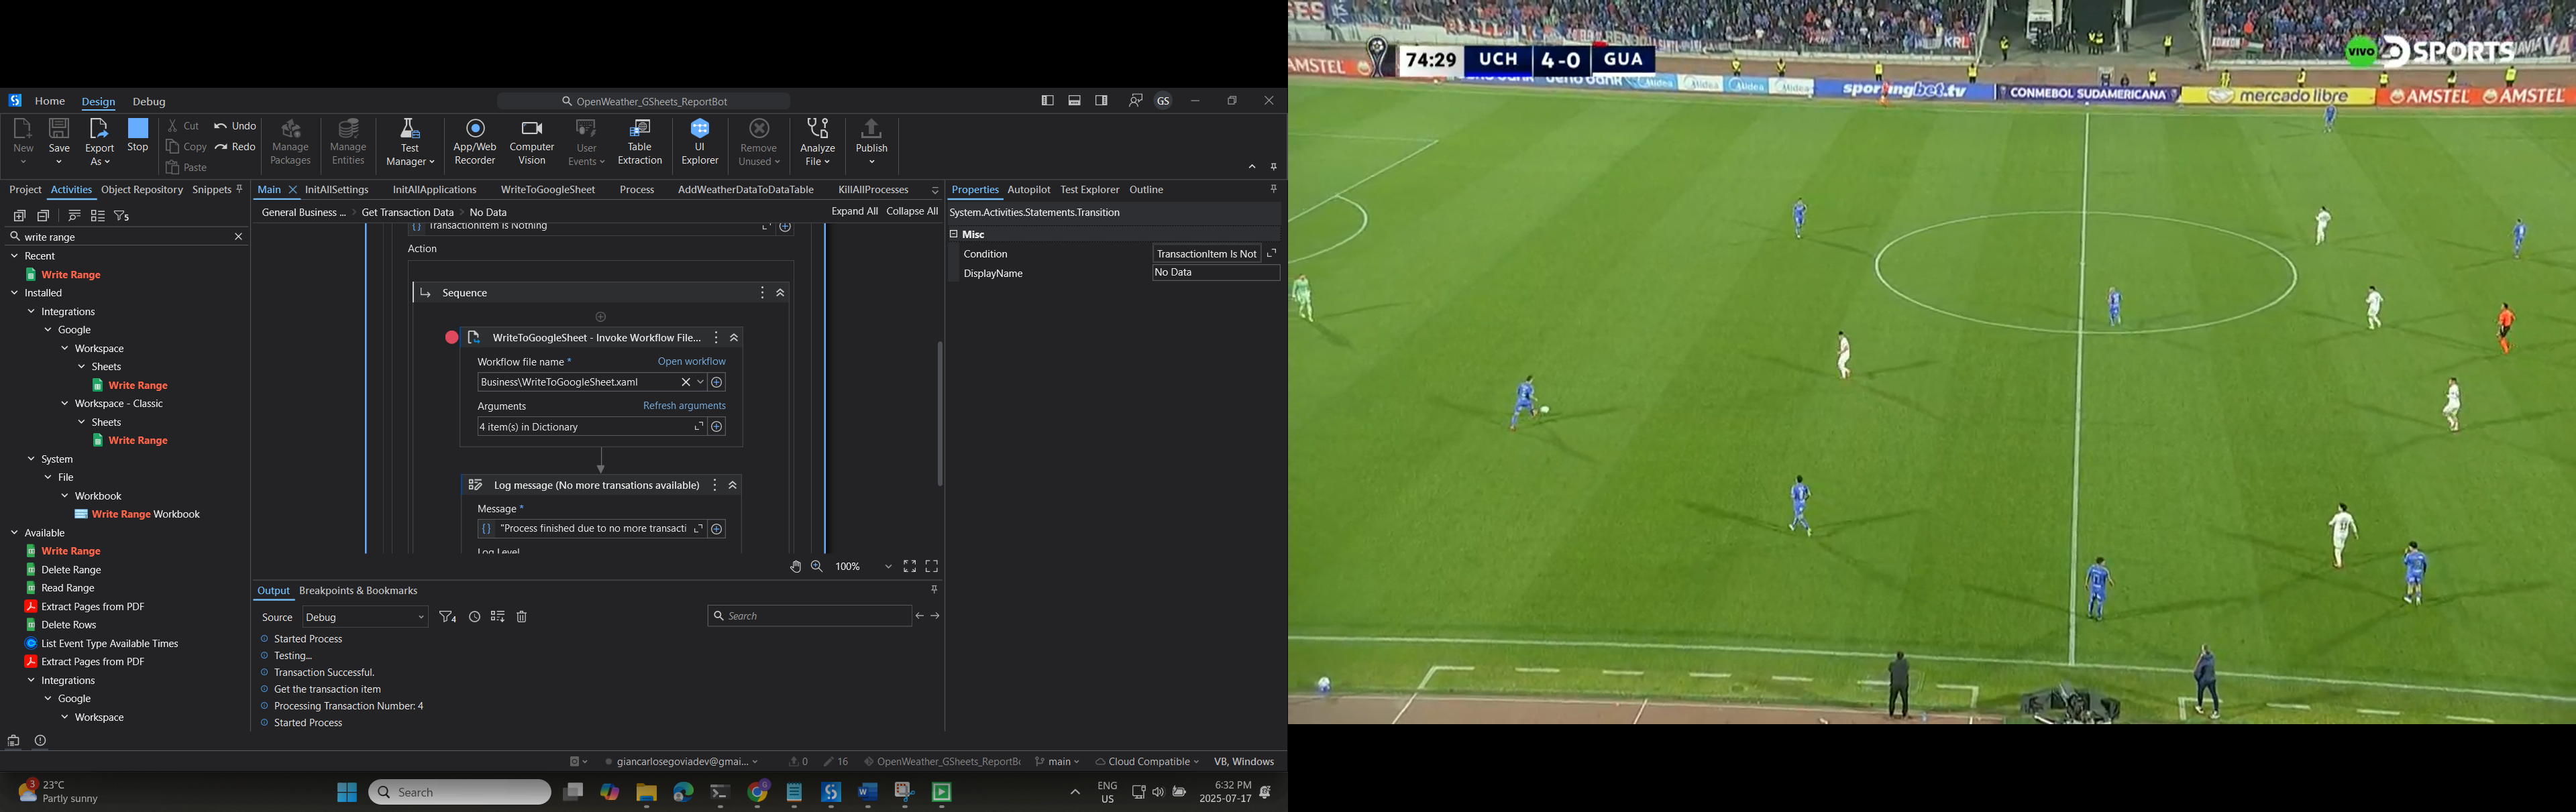 Home Design Debug
OpenWeather_GSheets_ReportBot
GS
New
Save
Export
As
Stop
Cut
Undo
Copy
Redo
Paste
Manage
Packages
Manage
Entities
Test
Manager
App/Web
Recorder
Computer
Vision
User
Events
Table
Extraction
UI
Explorer
Remove
Unused
Analyze
File
Publish
Project Activities Object Repository Snippets
5
write range
Recent
Write Range
Installed
Integrations
Google
Workspace
Sheets
Write Range
Workspace - Classic
Sheets
Write Range
System
File
Workbook
Write Range Workbook
Available
Write Range
Delete Range
Read Range
Extract Pages from PDF
Delete Rows
List Event Type Available Times
Extract Pages from PDF
Integrations
Google
Workspace
Main InitAllSettings InitAllApplications WriteToGoogleSheet Process AddWeatherDataToDataTable KillAllProcesses
General Business ... > Get Transaction Data > No Data
Expand All Collapse All
TransactionItem Is Nothing
Action
Sequence
WriteToGoogleSheet - Invoke Workflow File...
Workflow file name *
Open workflow
Business\WriteToGoogleSheet.xaml
Arguments
Refresh arguments
4 item(s) in Dictionary
Log message (No more transations available)
Message *
"Process finished due to no more transacti
Log Level
100%
Output Breakpoints & Bookmarks
Source
Debug
4
Search
Started Process
Testing...
Transaction Successful.
Get the transaction item
Processing Transaction Number: 4
Started Process
Properties Autopilot Test Explorer Outline
System.Activities.Statements.Transition
Misc
Condition
TransactionItem Is Not
DisplayName
No Data
giancarlosegoviadev@gmai...
0
16
OpenWeather_GSheets_ReportB
main
Cloud Compatible
VB, Windows
3
23°C
Partly sunny
Search
ENG
US
6:32 PM
2025-07-17
74:29 UCH 4-0 GUA
VIVO DSPORTS
KRL
AMSTEL
Midea
Midea
Midea
sportingbet.tv
CONMEBOL SUDAMERICANA
mercado libre
AMSTEL
AMSTEL